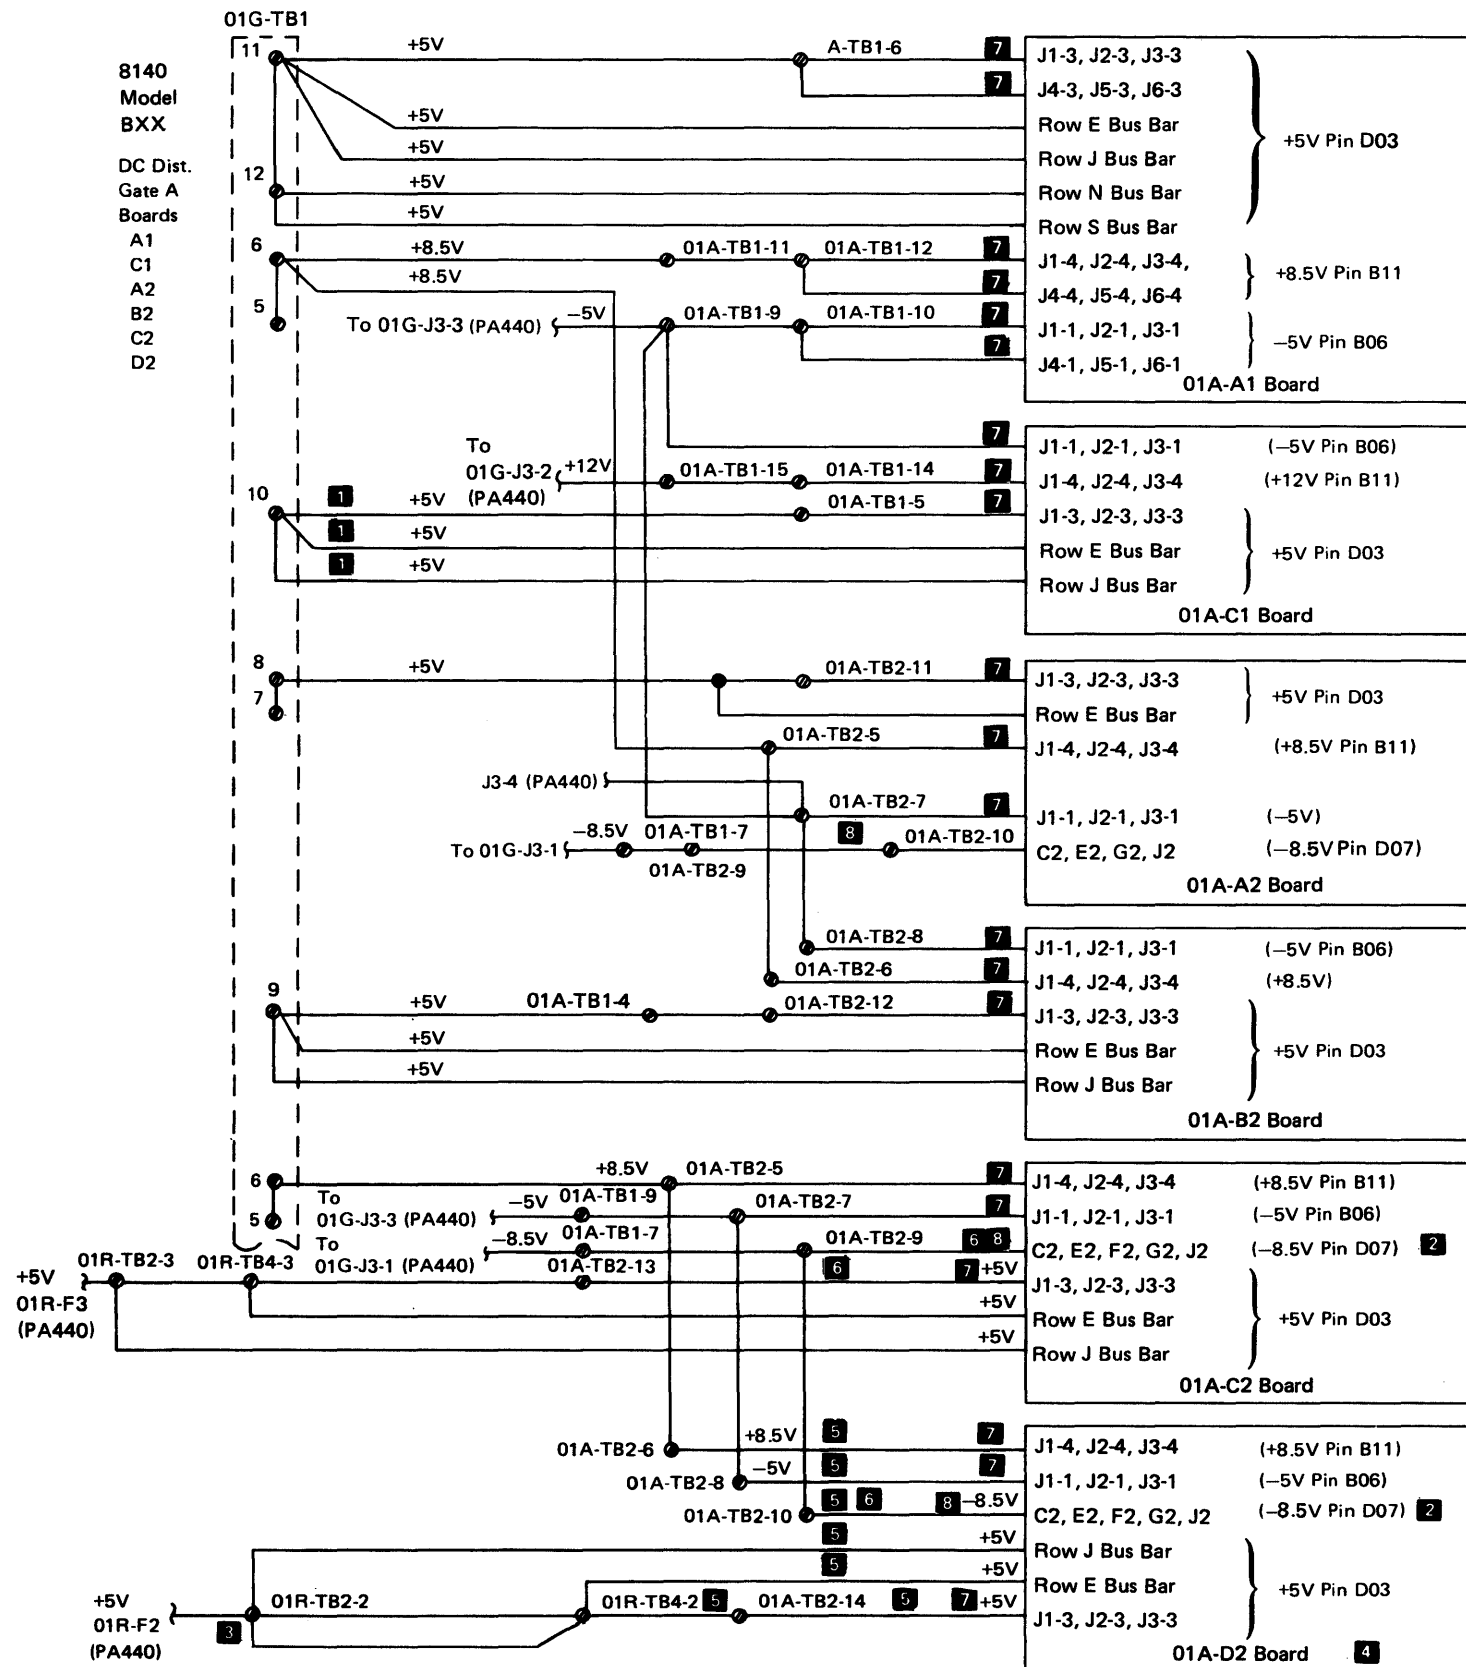 01G-TB1
8140
Model
BXX
DC Dist.
Gate A
Boards
A1
C1
A2
B2
C2
D2
11 +5V A-TB1-6 7 J1-3, J2-3, J3-3
7 J4-3, J5-3, J6-3
+5V Row E Bus Bar
+5V Pin D03
+5V Row J Bus Bar
12 +5V Row N Bus Bar
+5V Row S Bus Bar
6 +8.5V 01A-TB1-11 01A-TB1-12 7 J1-4, J2-4, J3-4,
+8.5V Pin B11
+8.5V 7 J4-4, J5-4, J6-4
5 To 01G-J3-3 (PA440) −5V 01A-TB1-9 01A-TB1-10 7 J1-1, J2-1, J3-1
−5V Pin B06
7 J4-1, J5-1, J6-1
01A-A1 Board
7 J1-1, J2-1, J3-1 (−5V Pin B06)
To
01G-J3-2
(PA440)
+12V 01A-TB1-15 01A-TB1-14 7 J1-4, J2-4, J3-4 (+12V Pin B11)
10 1 +5V 01A-TB1-5 7 J1-3, J2-3, J3-3
1 +5V Row E Bus Bar +5V Pin D03
1 +5V Row J Bus Bar
01A-C1 Board
8 +5V 01A-TB2-11 7 J1-3, J2-3, J3-3
+5V Pin D03
7 Row E Bus Bar
01A-TB2-5 7 J1-4, J2-4, J3-4 (+8.5V Pin B11)
J3-4 (PA440)
01A-TB2-7 7 J1-1, J2-1, J3-1 (−5V)
To 01G-J3-1 −8.5V 01A-TB1-7 8 01A-TB2-10 C2, E2, G2, J2 (−8.5V Pin D07)
01A-TB2-9
01A-A2 Board
01A-TB2-8 7 J1-1, J2-1, J3-1 (−5V Pin B06)
01A-TB2-6 7 J1-4, J2-4, J3-4 (+8.5V)
9 +5V 01A-TB1-4 01A-TB2-12 7 J1-3, J2-3, J3-3
+5V Row E Bus Bar +5V Pin D03
+5V Row J Bus Bar
01A-B2 Board
6 +8.5V 01A-TB2-5 7 J1-4, J2-4, J3-4 (+8.5V Pin B11)
5 To
01G-J3-3 (PA440) −5V 01A-TB1-9 01A-TB2-7 7 J1-1, J2-1, J3-1 (−5V Pin B06)
To
01G-J3-1 (PA440) −8.5V 01A-TB1-7 01A-TB2-9 6 8 C2, E2, F2, G2, J2 (−8.5V Pin D07) 2
+5V
01R-F3
(PA440)
01R-TB2-3 01R-TB4-3 01A-TB2-13 6 7 +5V J1-3, J2-3, J3-3
+5V Row E Bus Bar +5V Pin D03
+5V Row J Bus Bar
01A-C2 Board
01A-TB2-6 +8.5V 5 7 J1-4, J2-4, J3-4 (+8.5V Pin B11)
01A-TB2-8 −5V 5 7 J1-1, J2-1, J3-1 (−5V Pin B06)
01A-TB2-10 5 6 8 −8.5V C2, E2, F2, G2, J2 (−8.5V Pin D07) 2
5 +5V Row J Bus Bar
5 +5V Row E Bus Bar +5V Pin D03
+5V
01R-F2
(PA440)
3 01R-TB2-2 01R-TB4-2 5 01A-TB2-14 5 7 +5V J1-3, J2-3, J3-3
01A-D2 Board 4